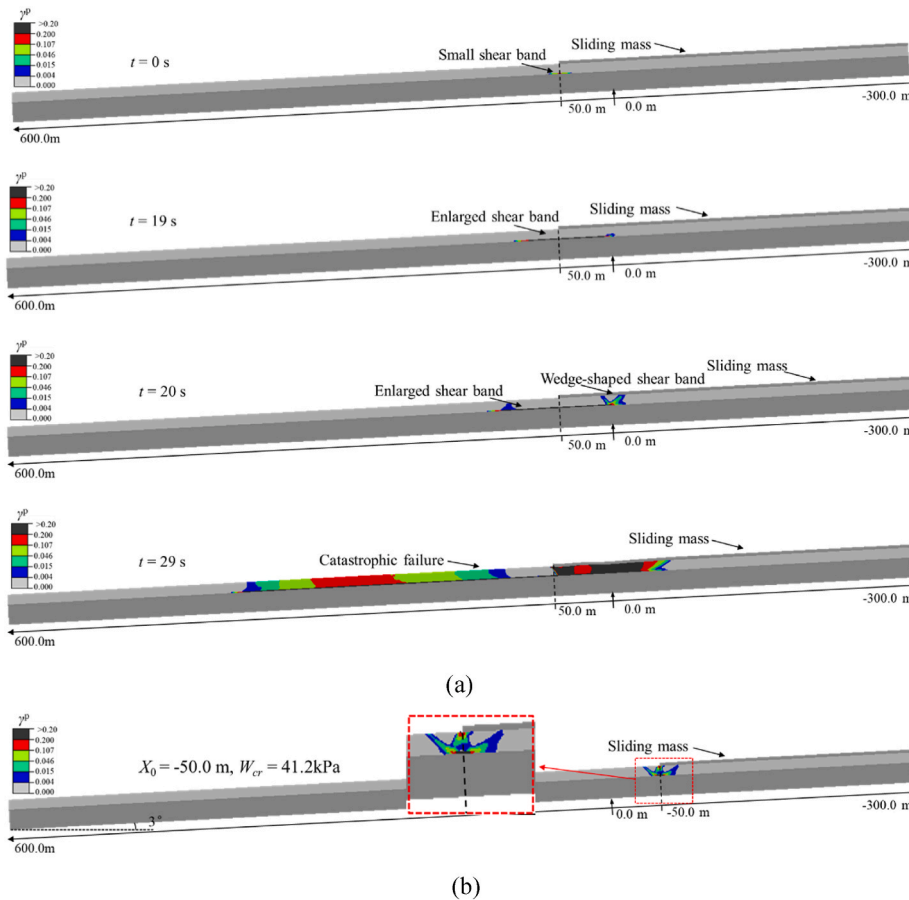 γᵖ
>0.20
0.200
0.107
0.046
0.015
0.004
0.000
t = 0 s
Small shear band
Sliding mass
600.0m
50.0 m
0.0 m
-300.0 m
γᵖ
>0.20
0.200
0.107
0.046
0.015
0.004
0.000
t = 19 s
Enlarged shear band
Sliding mass
600.0m
50.0 m
0.0 m
-300.0 m
γᵖ
>0.20
0.200
0.107
0.046
0.015
0.004
0.000
t = 20 s
Enlarged shear band
Wedge-shaped shear band
Sliding mass
600.0m
50.0 m
0.0 m
-300.0 m
γᵖ
>0.20
0.200
0.107
0.046
0.015
0.004
0.000
t = 29 s
Catastrophic failure
Sliding mass
600.0m
50.0 m
0.0 m
-300.0 m
(a)
γᵖ
>0.20
0.200
0.107
0.046
0.015
0.004
0.000
X₀ = -50.0 m, W_cr = 41.2kPa
Sliding mass
3°
600.0m
0.0 m
-50.0 m
-300.0 m
(b)